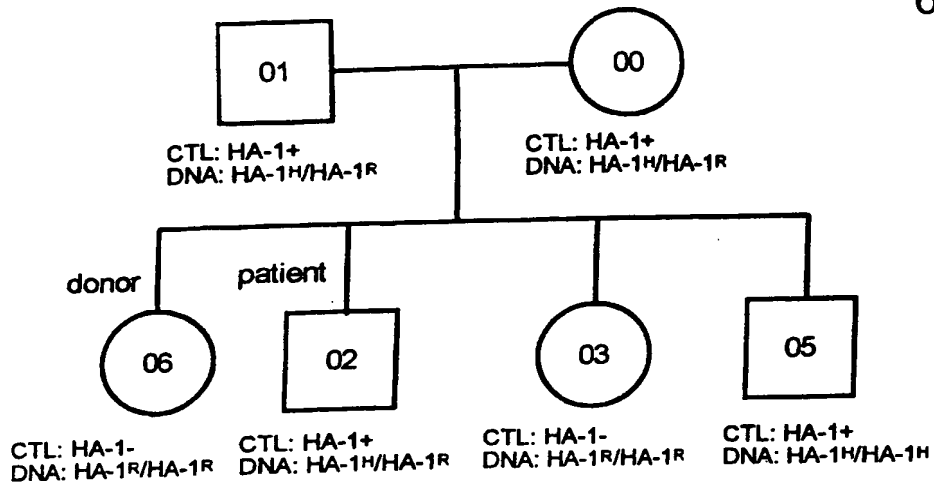 01
00
CTL: HA-1+
DNA: HA-1H/HA-1R
CTL: HA-1+
DNA: HA-1H/HA-1R
donor
patient
06
02
03
05
CTL: HA-1-
DNA: HA-1R/HA-1R
CTL: HA-1+
DNA: HA-1H/HA-1R
CTL: HA-1-
DNA: HA-1R/HA-1R
CTL: HA-1+
DNA: HA-1H/HA-1H